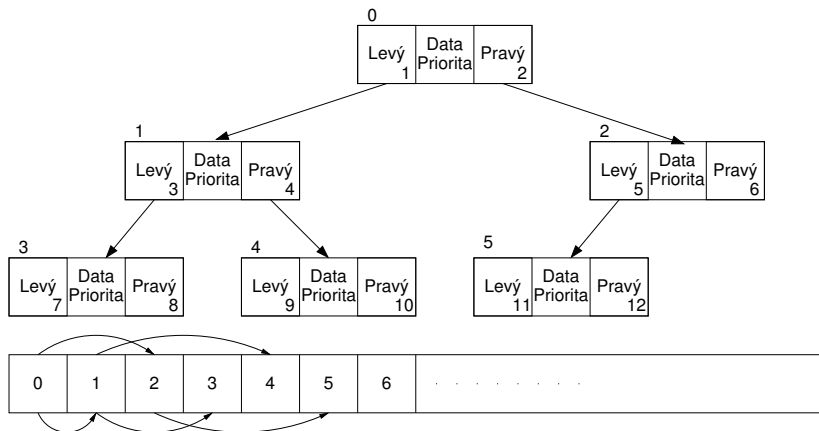 0
Levý Data Pravý
1 Priorita 2
1 2
Levý Data Pravý Levý Data Pravý
3 Priorita 4 5 Priorita 6
3 4 5
Levý Data Pravý Levý Data Pravý Levý Data Pravý
7 Priorita 8 9 Priorita 10 11 Priorita 12
0 1 2 3 4 5 6 . . . . . . . .